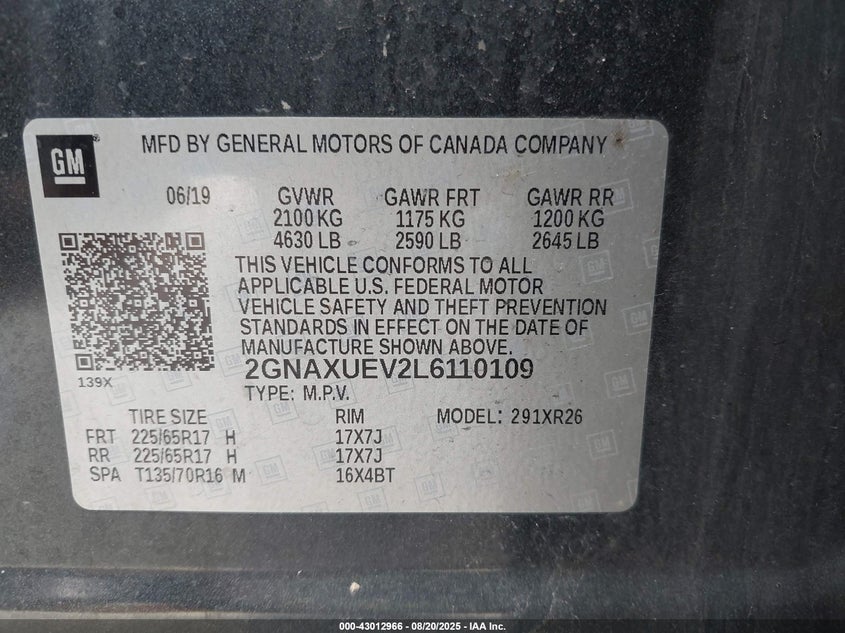 GM
MFD BY GENERAL MOTORS OF CANADA COMPANY
06/19 GVWR GAWR FRT GAWR RR
2100 KG 1175 KG 1200 KG
4630 LB 2590 LB 2645 LB
THIS VEHICLE CONFORMS TO ALL
APPLICABLE U.S. FEDERAL MOTOR
VEHICLE SAFETY AND THEFT PREVENTION
STANDARDS IN EFFECT ON THE DATE OF
MANUFACTURE SHOWN ABOVE.
2GNAXUEV2L6110109
139X
TYPE: M.P.V.
TIRE SIZE RIM MODEL: 291XR26
FRT 225/65R17 H 17X7J
RR 225/65R17 H 17X7J
SPA T135/70R16 M 16X4BT
000-43012966 - 08/20/2025 - IAA Inc.